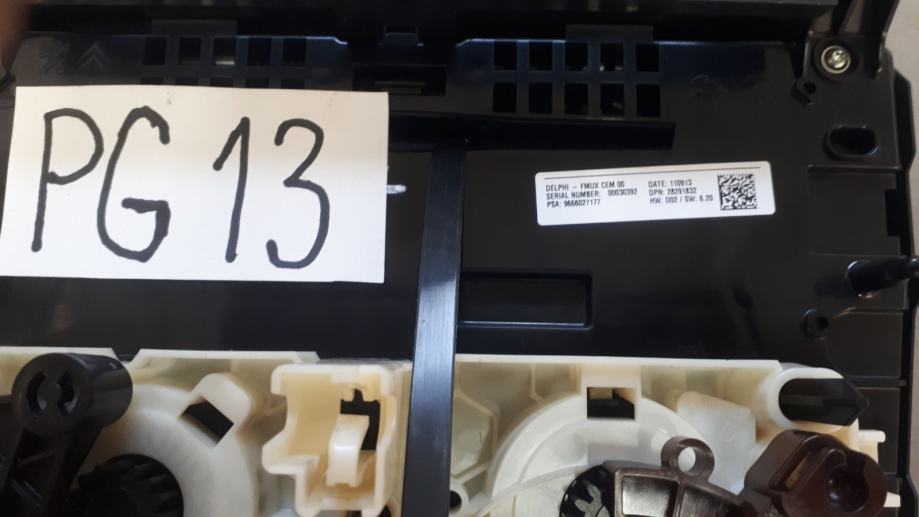 PG 13
DELPHI - FMUX CEM 00 DATE: 110913
SERIAL NUMBER: 00030392 DPN: 28291832
PSA: 9666027177 HW: D02 / SW: 6.20